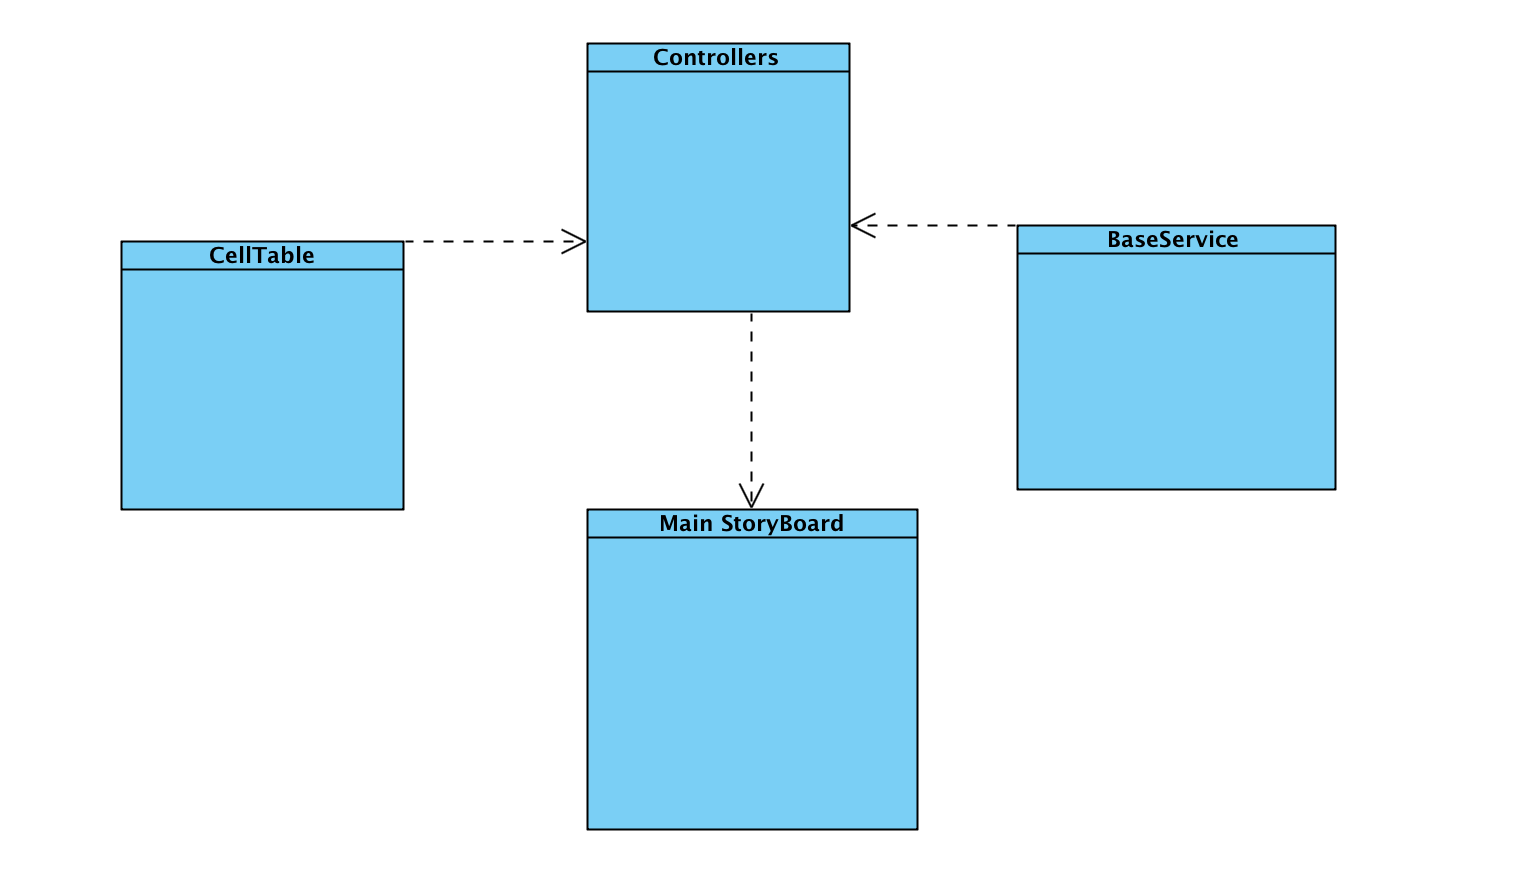 Controllers
CellTable
BaseService
Main StoryBoard